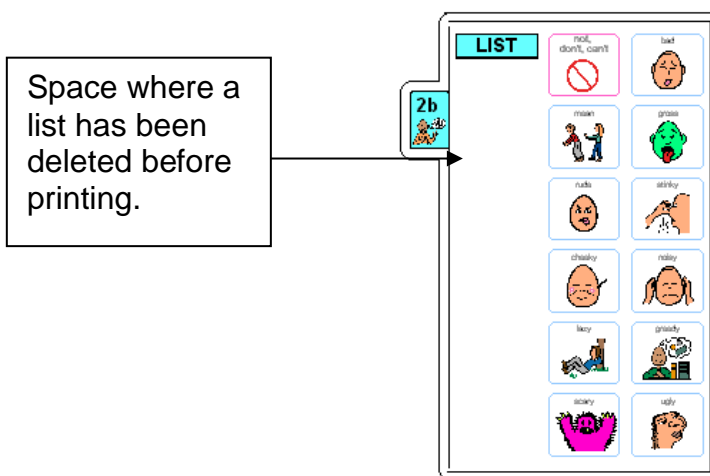 Space where a
list has been
deleted before
printing.
2b
LIST
not,
don't, can't
bad
mean
gross
rude
stinky
cheeky
noisy
lazy
greedy
scary
ugly